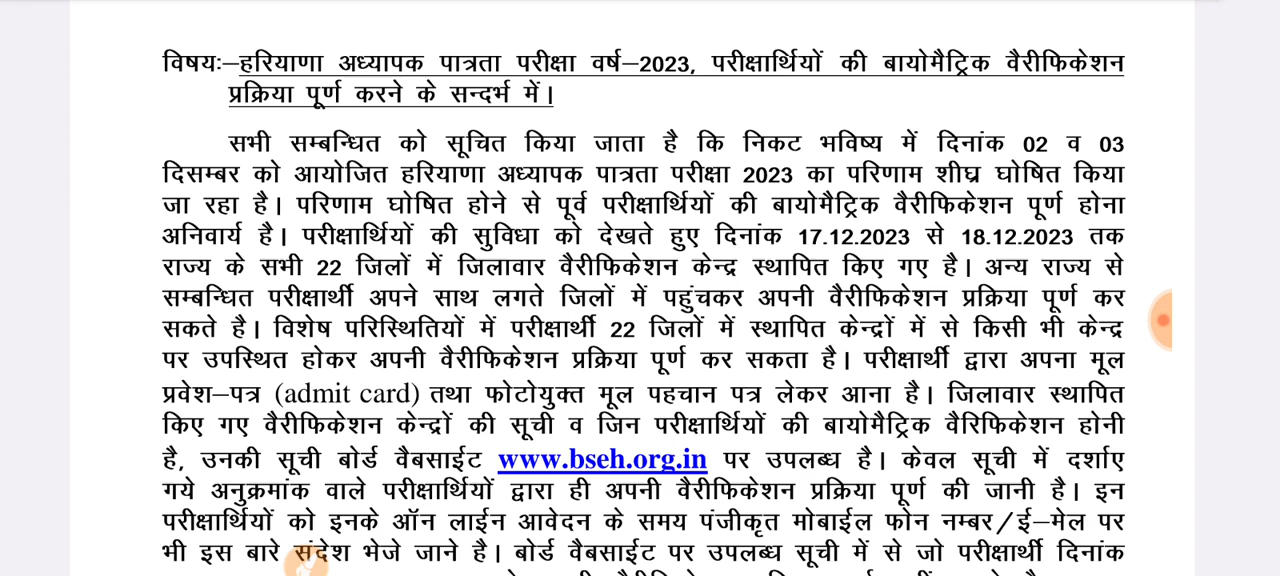 विषयः–हरियाणा अध्यापक पात्रता परीक्षा वर्ष–2023, परीक्षार्थियों की बायोमैट्रिक वैरीफिकेशन
प्रक्रिया पूर्ण करने के सन्दर्भ में।
सभी सम्बन्धित को सूचित किया जाता है कि निकट भविष्य में दिनांक 02 व 03
दिसम्बर को आयोजित हरियाणा अध्यापक पात्रता परीक्षा 2023 का परिणाम शीघ्र घोषित किया
जा रहा है। परिणाम घोषित होने से पूर्व परीक्षार्थियों की बायोमैट्रिक वैरीफिकेशन पूर्ण होना
अनिवार्य है। परीक्षार्थियों की सुविधा को देखते हुए दिनांक 17.12.2023 से 18.12.2023 तक
राज्य के सभी 22 जिलों में जिलावार वैरीफिकेशन केन्द्र स्थापित किए गए है। अन्य राज्य से
सम्बन्धित परीक्षार्थी अपने साथ लगते जिलों में पहुंचकर अपनी वैरीफिकेशन प्रक्रिया पूर्ण कर
सकते है। विशेष परिस्थितियों में परीक्षार्थी 22 जिलों में स्थापित केन्द्रों में से किसी भी केन्द्र
पर उपस्थित होकर अपनी वैरीफिकेशन प्रक्रिया पूर्ण कर सकता है। परीक्षार्थी द्वारा अपना मूल
प्रवेश–पत्र (admit card) तथा फोटोयुक्त मूल पहचान पत्र लेकर आना है। जिलावार स्थापित
किए गए वैरीफिकेशन केन्द्रों की सूची व जिन परीक्षार्थियों की बायोमैट्रिक वैरिफिकेशन होनी
है, उनकी सूची बोर्ड वैबसाईट www.bseh.org.in पर उपलब्ध है। केवल सूची में दर्शाए
गये अनुक्रमांक वाले परीक्षार्थियों द्वारा ही अपनी वैरीफिकेशन प्रक्रिया पूर्ण की जानी है। इन
परीक्षार्थियों को इनके ऑन लाईन आवेदन के समय पंजीकृत मोबाईल फोन नम्बर/ई–मेल पर
भी इस बारे संदेश भेजे जाने है। बोर्ड वैबसाईट पर उपलब्ध सूची में से जो परीक्षार्थी दिनांक